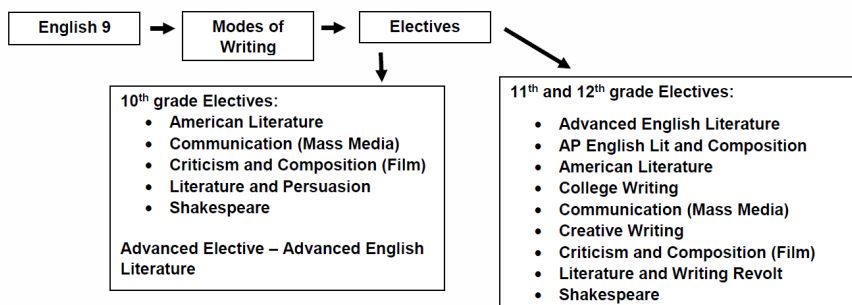 English 9
Modes of
Writing
Electives
10th grade Electives:
• American Literature
• Communication (Mass Media)
• Criticism and Composition (Film)
• Literature and Persuasion
• Shakespeare
Advanced Elective – Advanced English
Literature
11th and 12th grade Electives:
• Advanced English Literature
• AP English Lit and Composition
• American Literature
• College Writing
• Communication (Mass Media)
• Creative Writing
• Criticism and Composition (Film)
• Literature and Writing Revolt
• Shakespeare